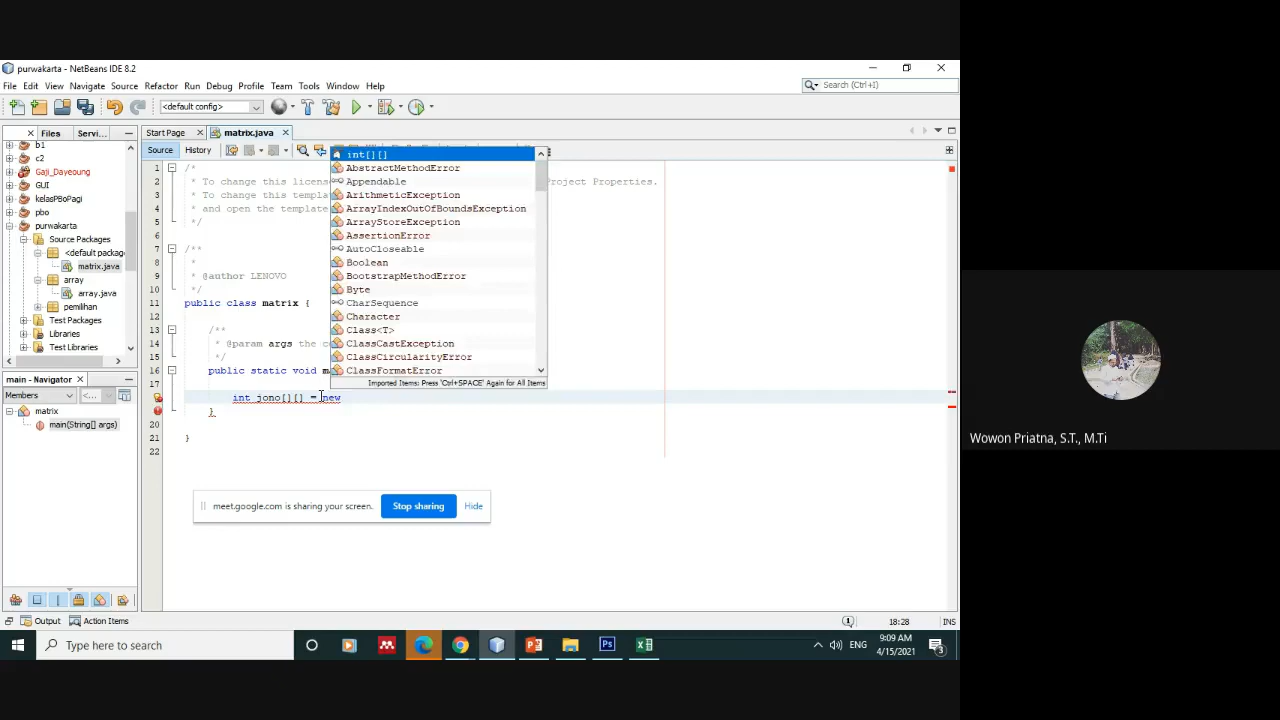 purwakarta - NetBeans IDE 8.2
File Edit View Navigate Source Refactor Run Debug Profile Team Tools Window Help
Search (Ctrl+I)
<default config>
Files Servi...
Start Page matrix.java
Source History
b1
c2
Gaji_Dayeoung
GUI
kelasPBoPagi
pbo
purwakarta
Source Packages
<default packag
matrix.java
array
array.java
pemilihan
Test Packages
Libraries
Test Libraries
main - Navigator
Members <...
matrix
main(String[] args)
1 /*
2 * To change this licens roject Properties.
3 * To change this templa
4 * and open the template
5 */
6
7 /**
8 *
9 * @author LENOVO
10 */
11 public class matrix {
12
13 /**
14 * @param args the c
15 */
16 public static void m
17
int jomo[][] = new
}
20
21 }
22
int[][]
AbstractMethodError
Appendable
ArithmeticException
ArrayIndexOutOfBoundsException
ArrayStoreException
AssertionError
AutoCloseable
Boolean
BootstrapMethodError
Byte
CharSequence
Character
Class<T>
ClassCastException
ClassCircularityError
ClassFormatError
Imported Items: Press 'Ctrl+SPACE' Again for All Items
meet.google.com is sharing your screen. Stop sharing Hide
Output Action Items
18:28 INS
Type here to search
ENG
9:09 AM
4/15/2021
3
Wowon Priatna, S.T., M.Ti